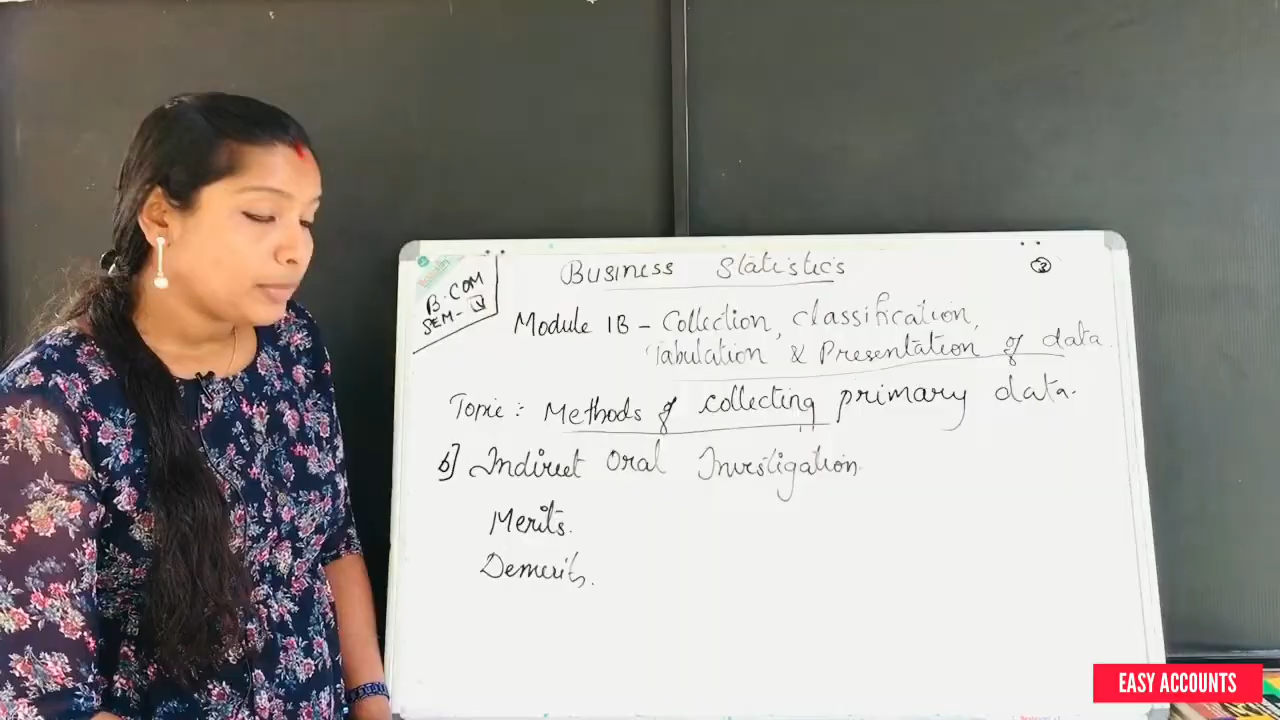 B.COM
SEM-
Business Statistics
Module 1B - Collection, classification,
Tabulation & Presentation of data.
Topic: Methods of collecting primary data.
b] Indirect Oral Investigation
Merits.
Demerits.
EASY ACCOUNTS